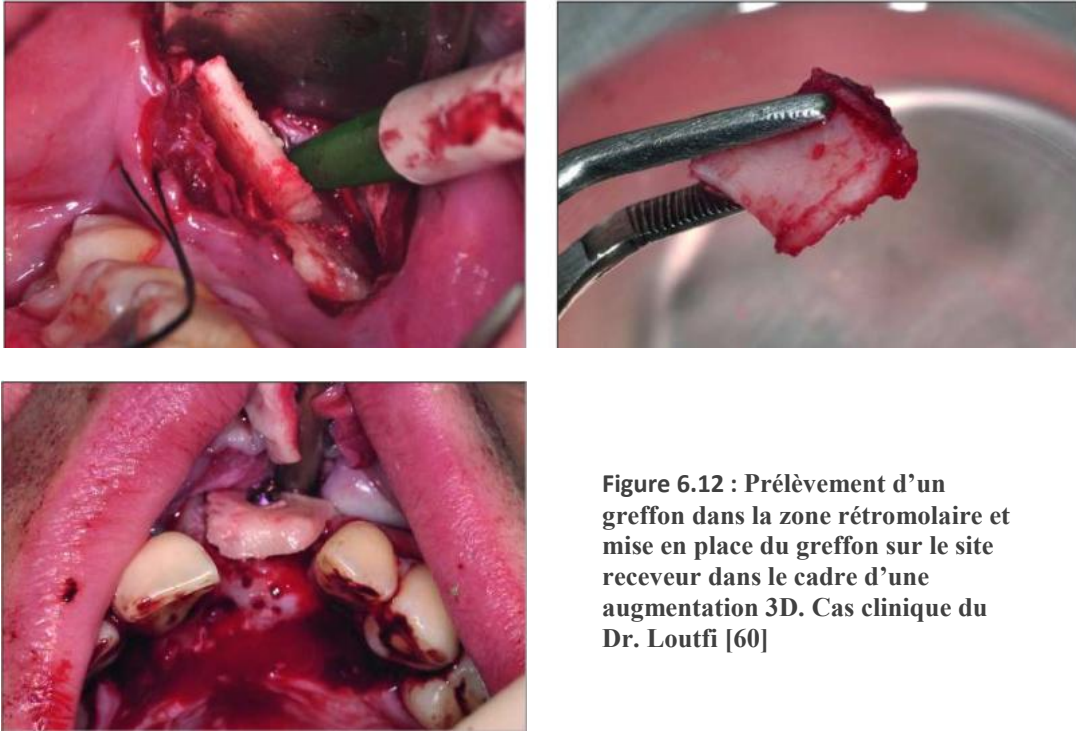 Figure 6.12 : Prélèvement d’un
greffon dans la zone rétromolaire et
mise en place du greffon sur le site
receveur dans le cadre d’une
augmentation 3D. Cas clinique du
Dr. Loutfi [60]